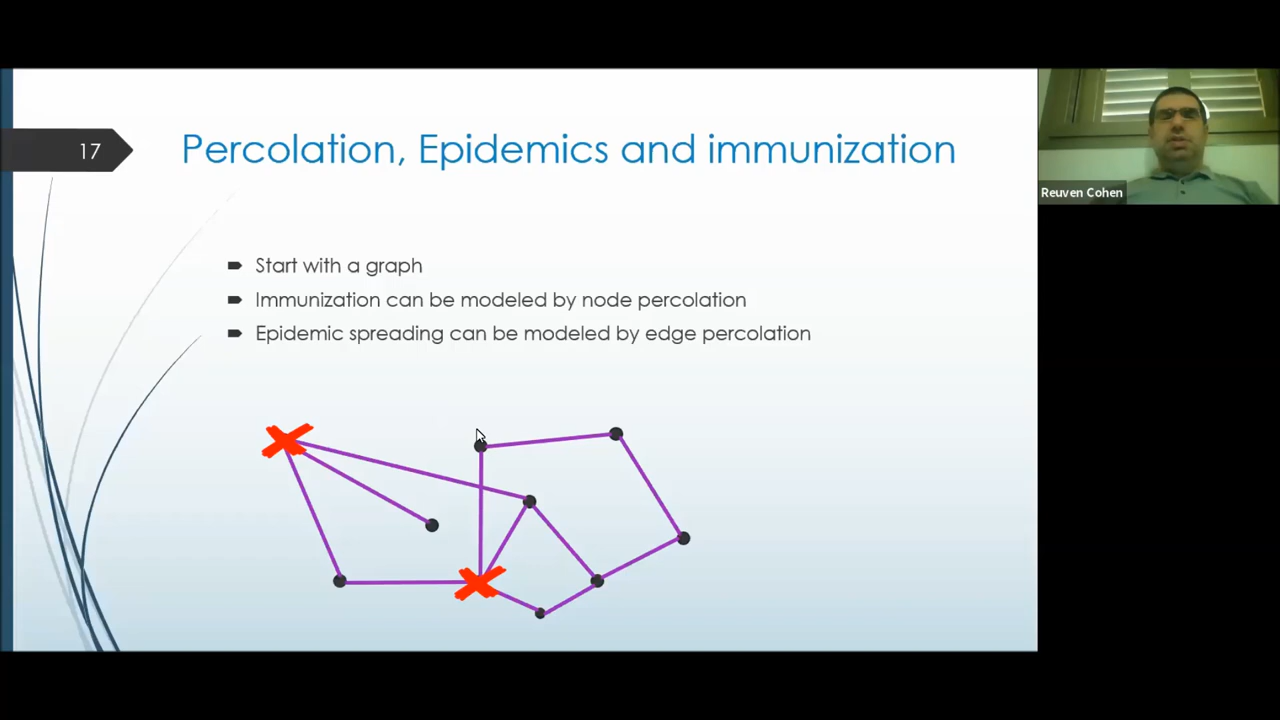 17
Percolation, Epidemics and immunization
Start with a graph
Immunization can be modeled by node percolation
Epidemic spreading can be modeled by edge percolation
Reuven Cohen